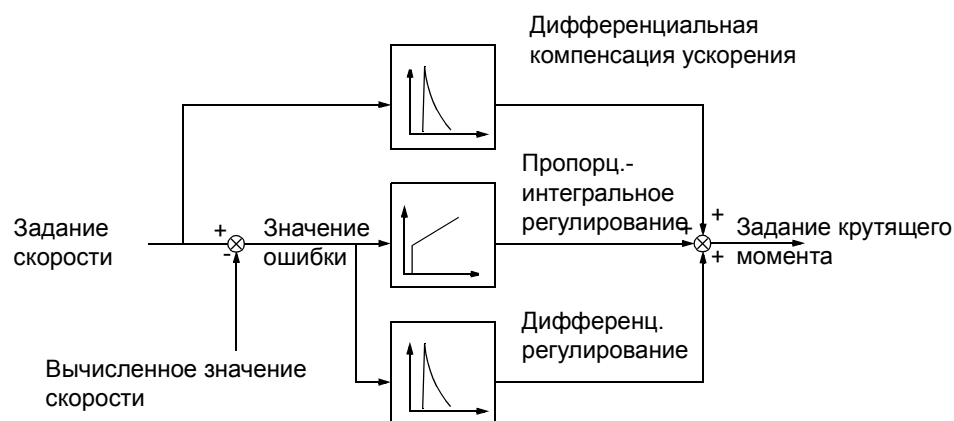 Дифференциальная
компенсация ускорения
Пропорц.-
интегральное
регулирование
Задание
скорости
+
-
Значение
ошибки
+
+
+
Задание крутящего
момента
Дифференц.
регулирование
Вычисленное значение
скорости